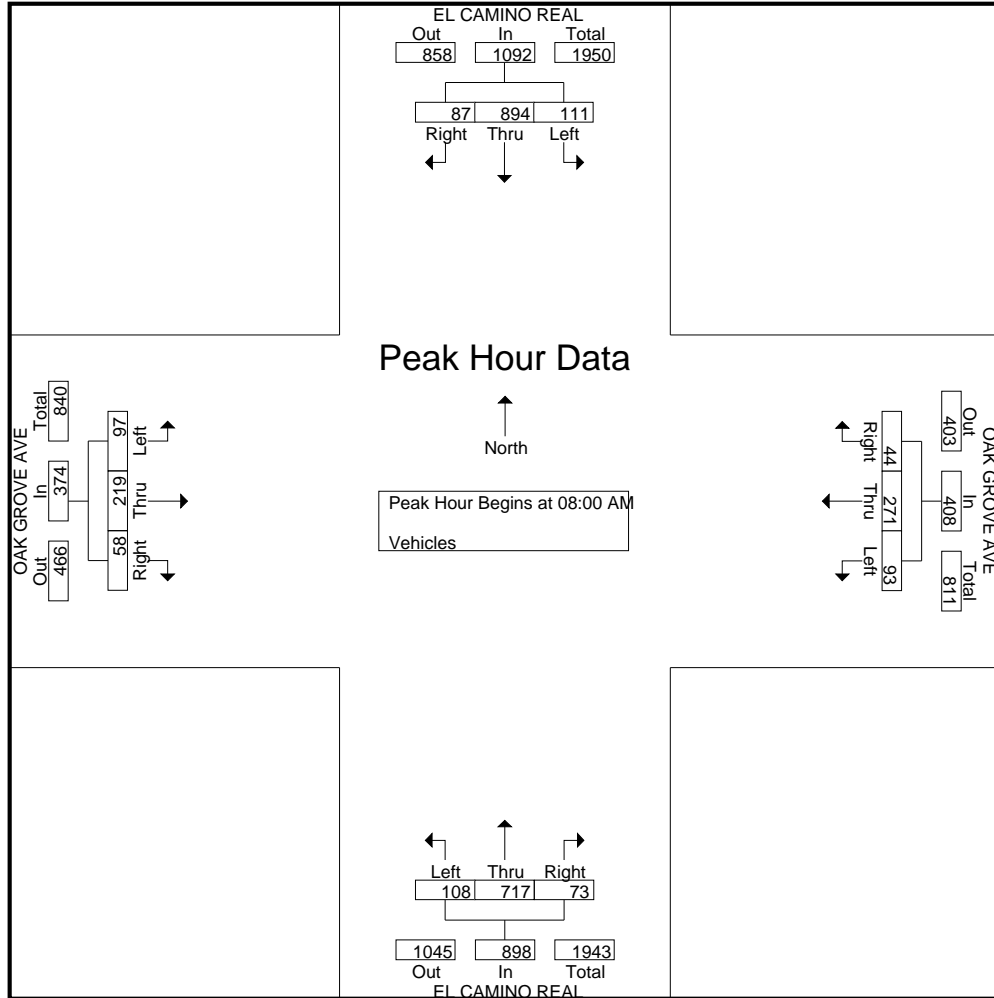 EL CAMINO REAL
Out In Total
858 1092 1950
87 894 111
Right Thru Left
Peak Hour Data
North
Peak Hour Begins at 08:00 AM
Vehicles
OAK GROVE AVE
Total In Out
840 374 466
97 219 58
Left Thru Right
OAK GROVE AVE
Out In Total
403 408 811
44 271 93
Right Thru Left
Left Thru Right
108 717 73
1045 898 1943
Out In Total
EL CAMINO REAL